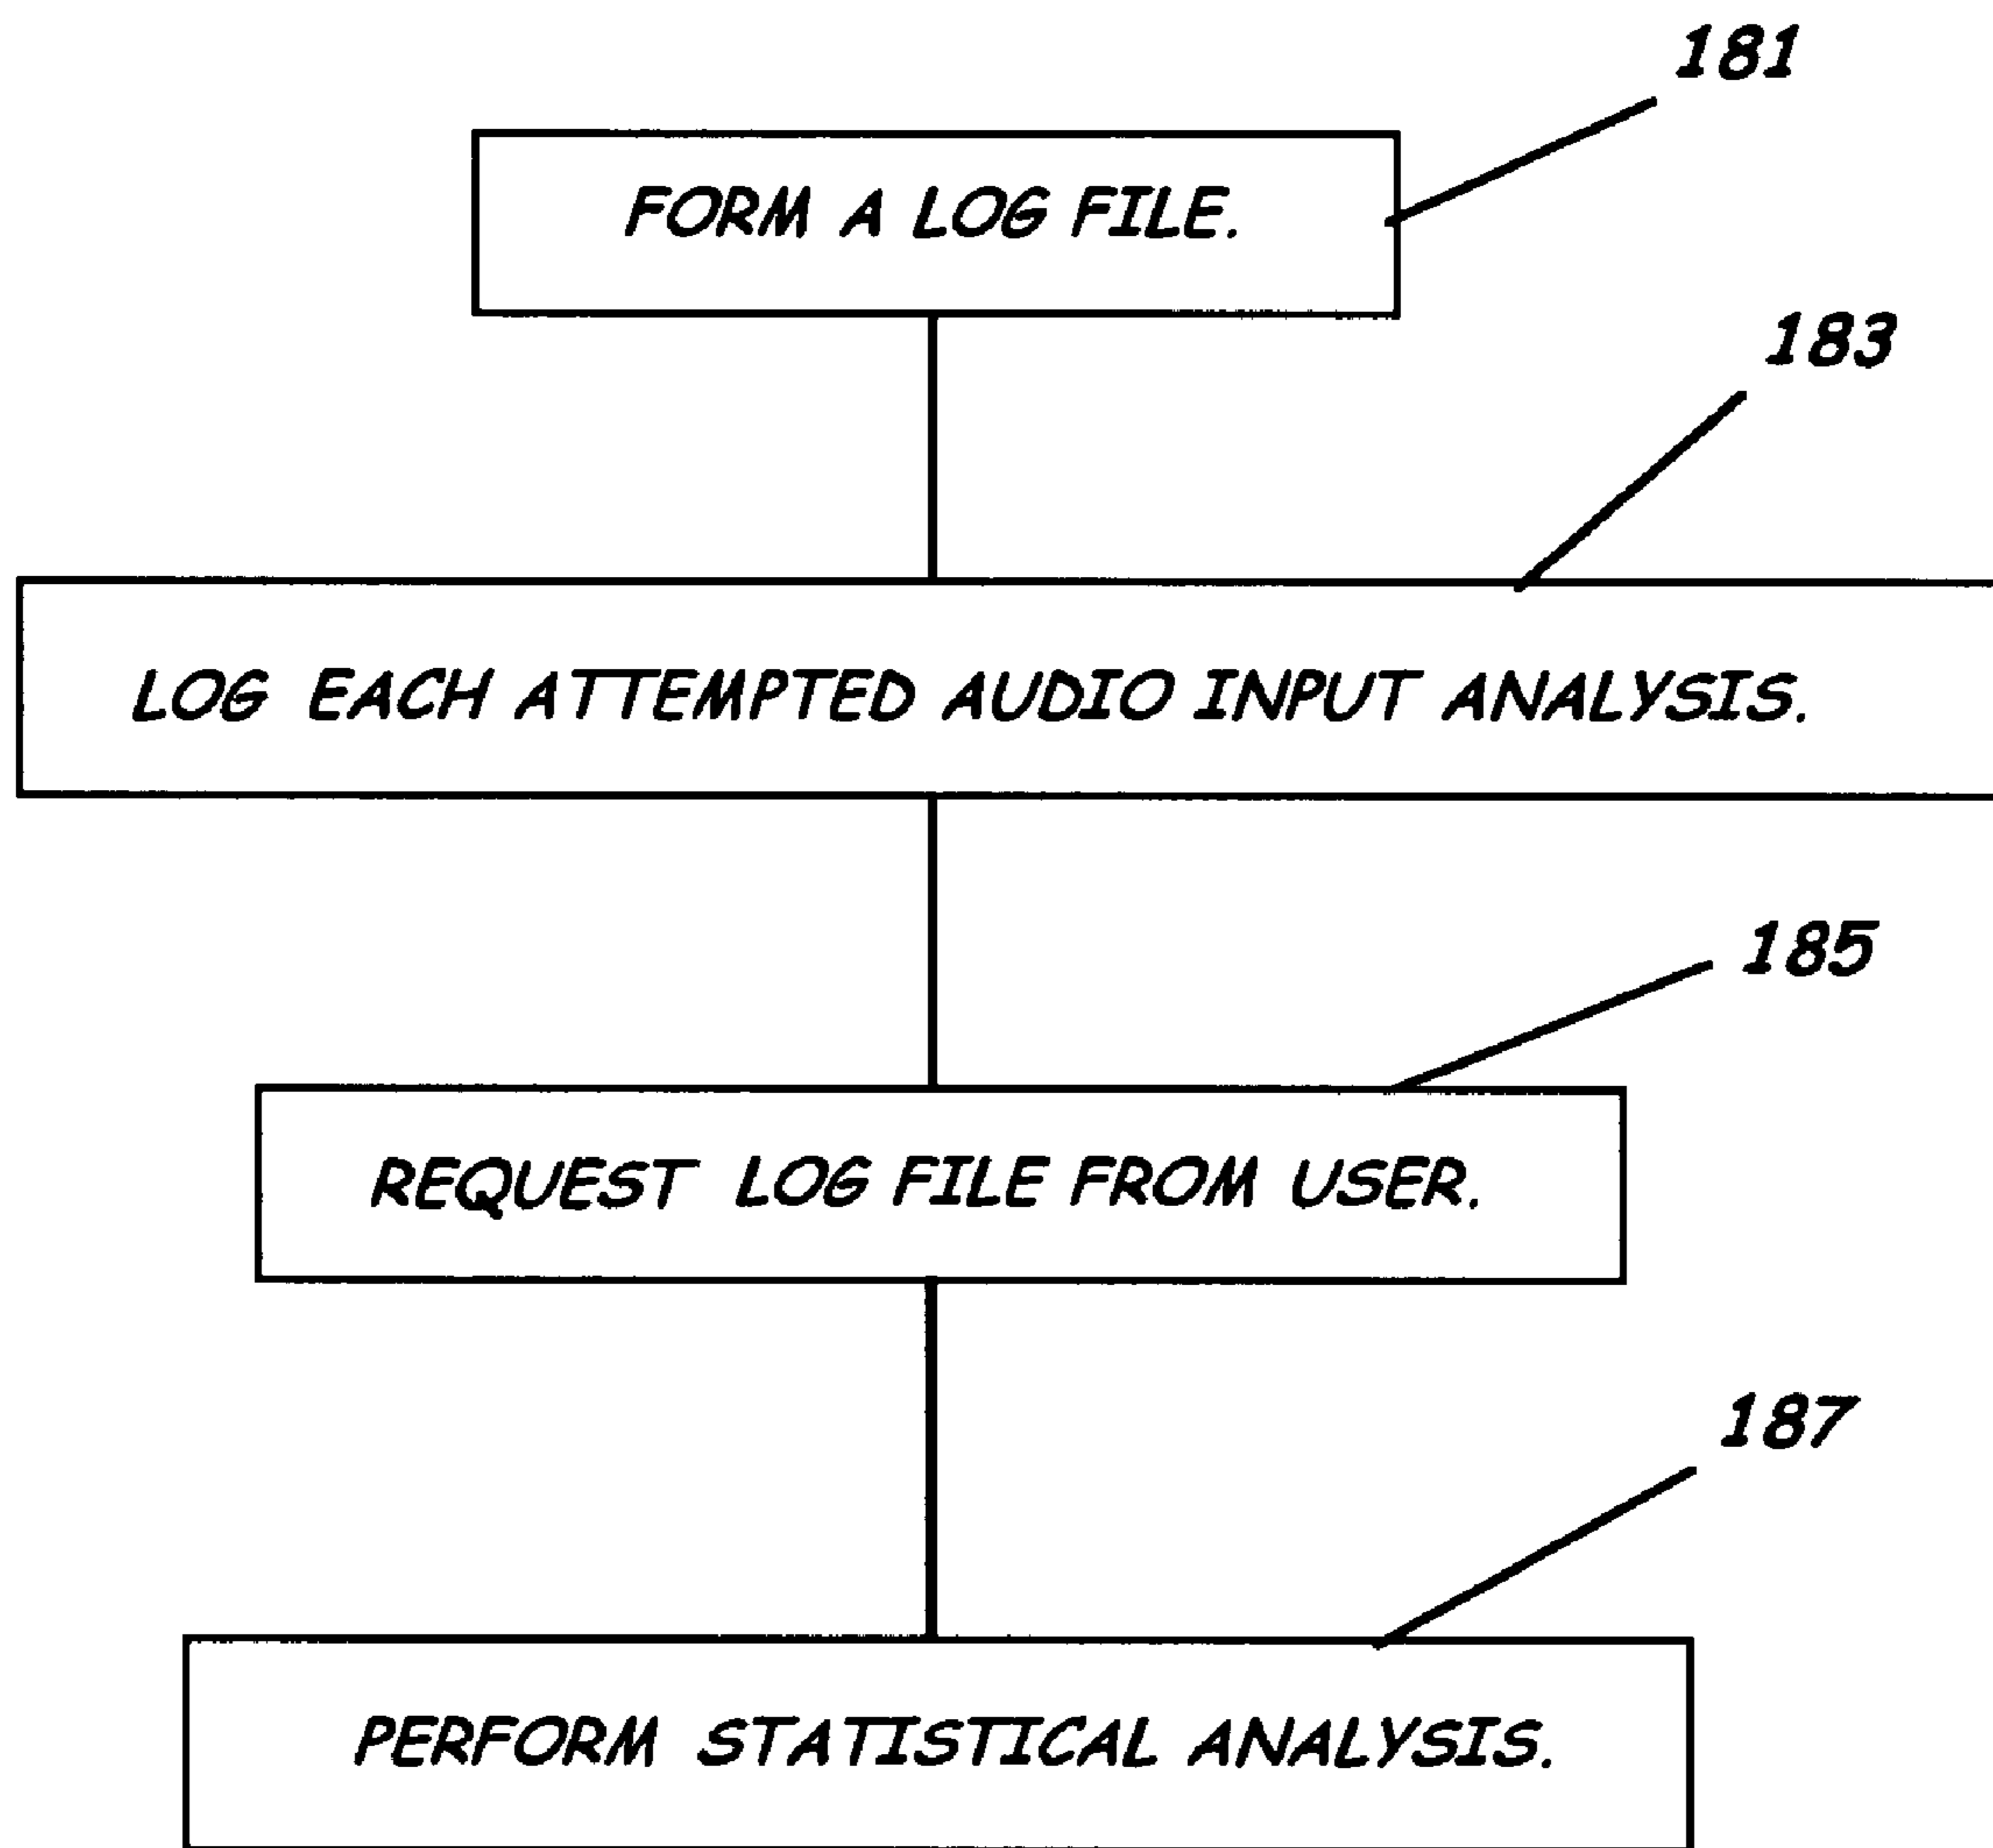 181
FORM A LOG FILE.
183
LOG EACH ATTEMPTED AUDIO INPUT ANALYSIS.
185
REQUEST LOG FILE FROM USER.
187
PERFORM STATISTICAL ANALYSIS.